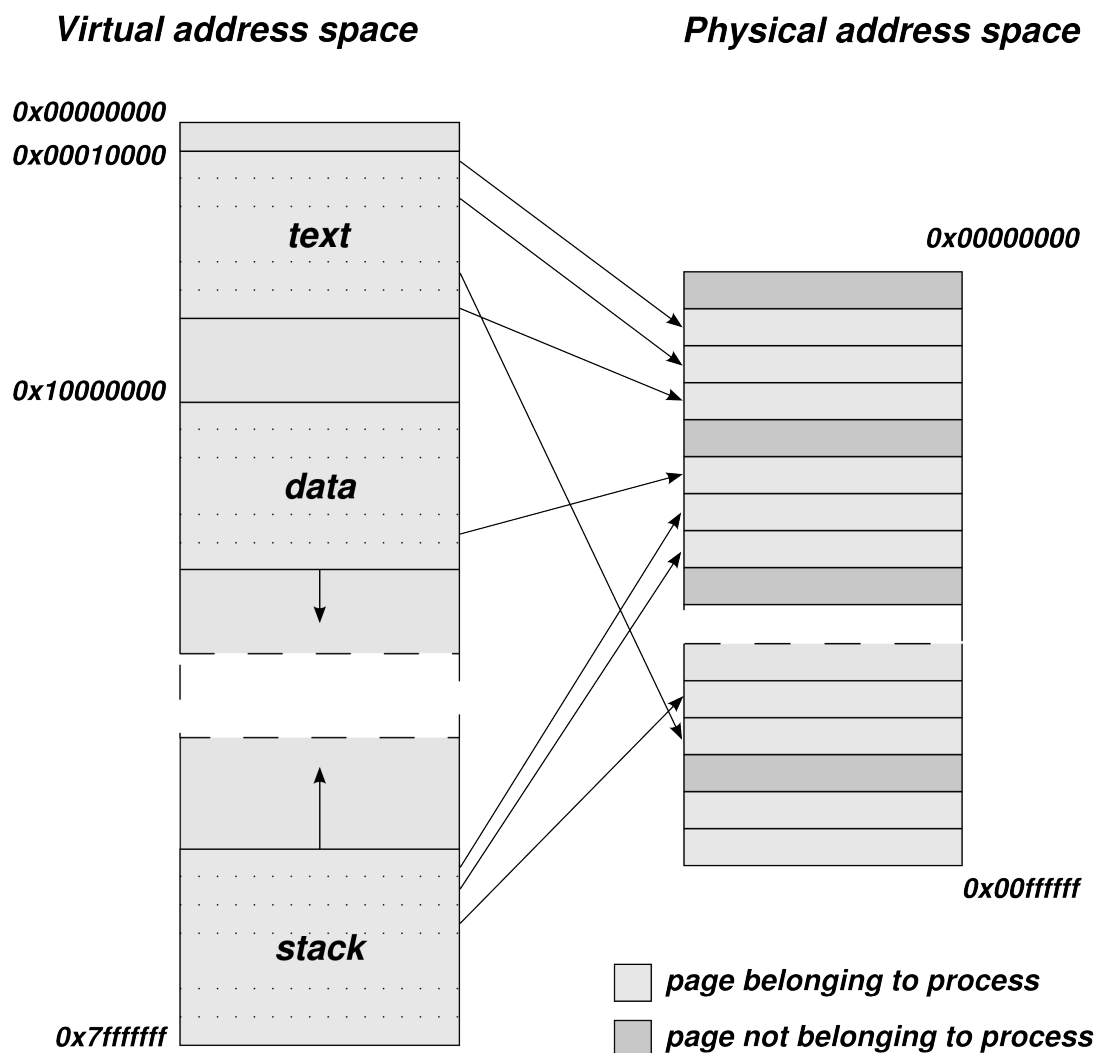 Virtual address space
Physical address space
0x00000000
0x00010000
text
0x00000000
0x10000000
data
0x00ffffff
stack
page belonging to process
0x7fffffff
page not belonging to process